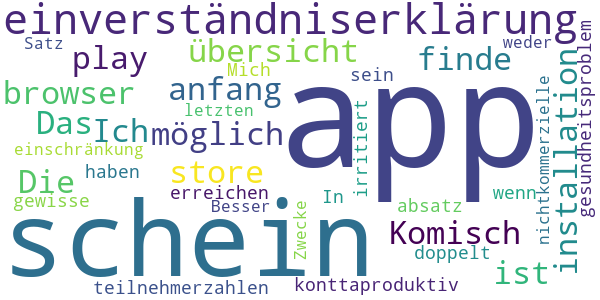 einverständniserklärung
Satz
play
übersicht
finde
weder
Mich
browser
anfang
sein
app
letzten
Das
Ich
möglich
irritiert
installation
nichtkommerzielle
gesundheitsproblem
einschränkung
Die
haben
store
gewisse
erreichen
In
wenn
schein
Besser
Zwecke
absatz
Komisch
doppelt
ist
teilnehmerzahlen
konttaproduktiv